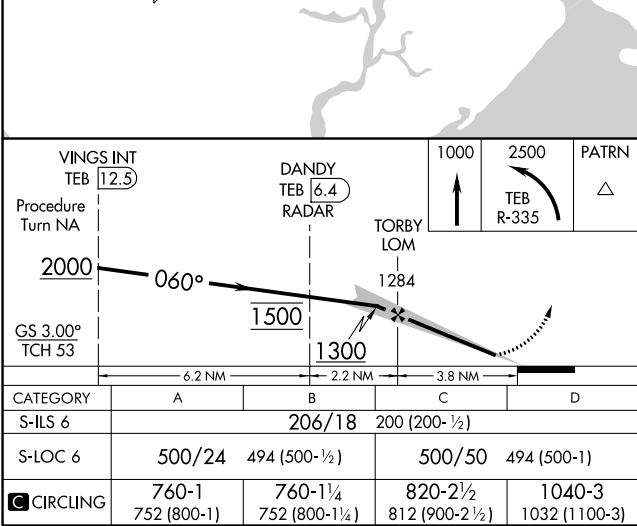 VINGS INT
TEB 12.5
Procedure
Turn NA
DANDY
TEB 6.4
RADAR
TORBY
LOM
1284
1000
2500
TEB
R-335
PATRN
2000
060°
1500
1300
GS 3.00°
TCH 53
6.2 NM
2.2 NM
3.8 NM
CATEGORY A B C D
S-ILS 6 206/18 200 (200-½)
S-LOC 6 500/24 494 (500-½) 500/50 494 (500-1)
C CIRCLING 760-1 760-1¼ 820-2½ 1040-3
752 (800-1) 752 (800-1¼) 812 (900-2½) 1032 (1100-3)